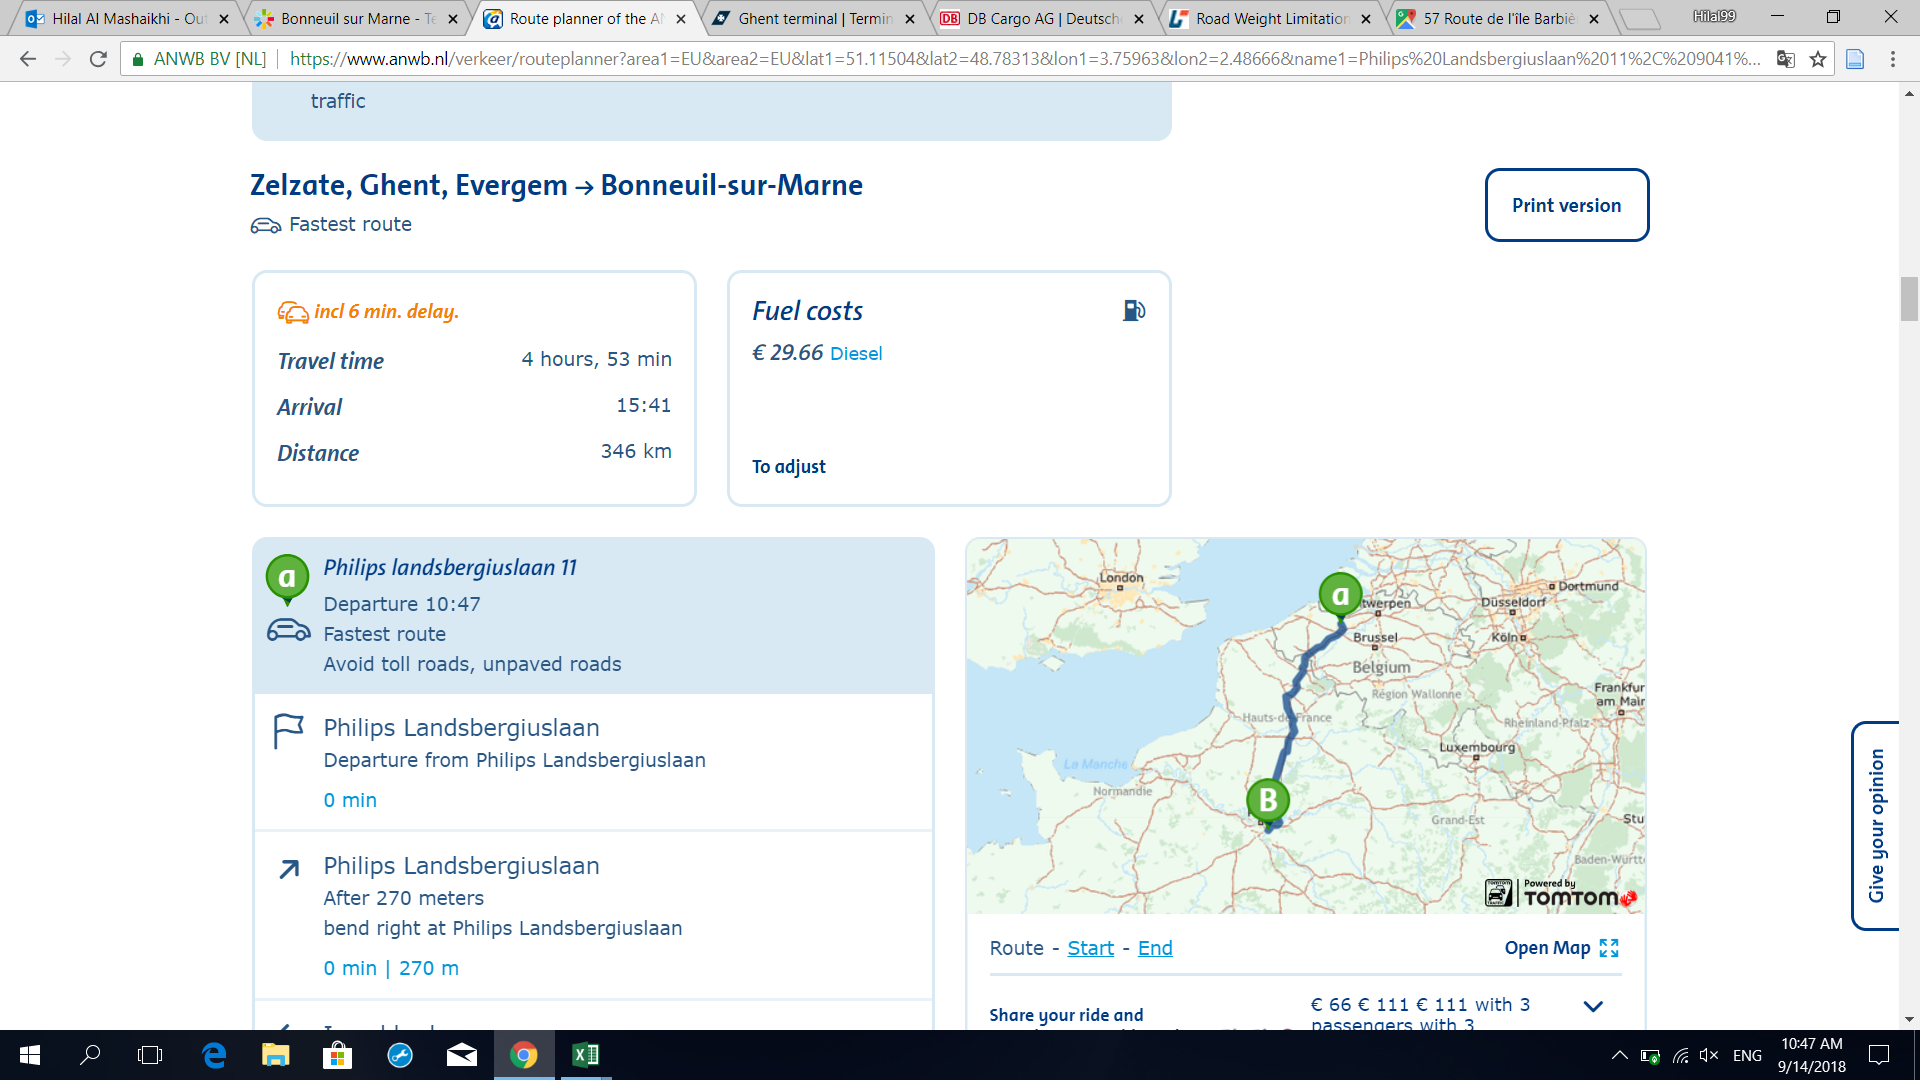 Hilal Al Mashaikhi - Out
Bonneuil sur Marne - Te
Route planner of the AN
Ghent terminal | Termin
DB Cargo AG | Deutsche
Road Weight Limitation
57 Route de l'île Barbièr
Hilal99
ANWB BV [NL]
https://www.anwb.nl/verkeer/routeplanner?area1=EU&area2=EU&lat1=51.11504&lat2=48.78313&lon1=3.75963&lon2=2.48666&name1=Philips%20Landsbergiuslaan%2011%2C%209041%...
traffic
Zelzate, Ghent, Evergem → Bonneuil-sur-Marne
Fastest route
Print version
incl 6 min. delay.
Travel time 4 hours, 53 min
Arrival 15:41
Distance 346 km
Fuel costs
€ 29.66 Diesel
To adjust
a
Philips landsbergiuslaan 11
Departure 10:47
Fastest route
Avoid toll roads, unpaved roads
Philips Landsbergiuslaan
Departure from Philips Landsbergiuslaan
0 min
Philips Landsbergiuslaan
After 270 meters
bend right at Philips Landsbergiuslaan
0 min | 270 m
London
a
twerpen
Dortmund
Düsseldorf
Brussel
Köln
Belgium
Région Wallonne
Frankfur
am Main
Hauts-de-France
Rheinland-Pfalz
Luxembourg
La Manche
Normandie
B
Grand-Est
Stu
Baden-Württ
Powered by
TOMTOM
Route - Start - End
Open Map
Share your ride and
€ 66 € 111 € 111 with 3
passengers with 3
Give your opinion
ENG
10:47 AM
9/14/2018